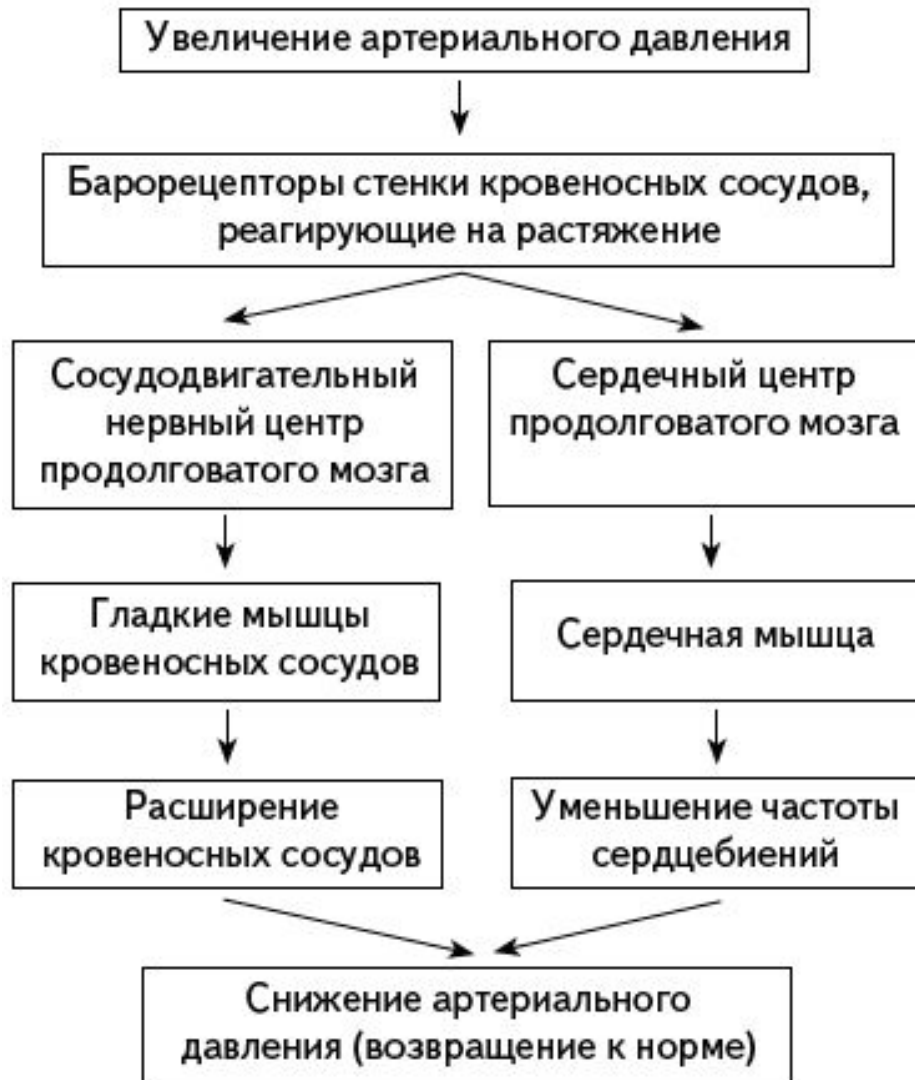 Увеличение артериального давления
Барорецепторы стенки кровеносных сосудов,
реагирующие на растяжение
Сосудодвигательный
нервный центр
продолговатого мозга
Сердечный центр
продолговатого мозга
Гладкие мышцы
кровеносных сосудов
Сердечная мышца
Расширение
кровеносных сосудов
Уменьшение частоты
сердцебиений
Снижение артериального
давления (возвращение к норме)